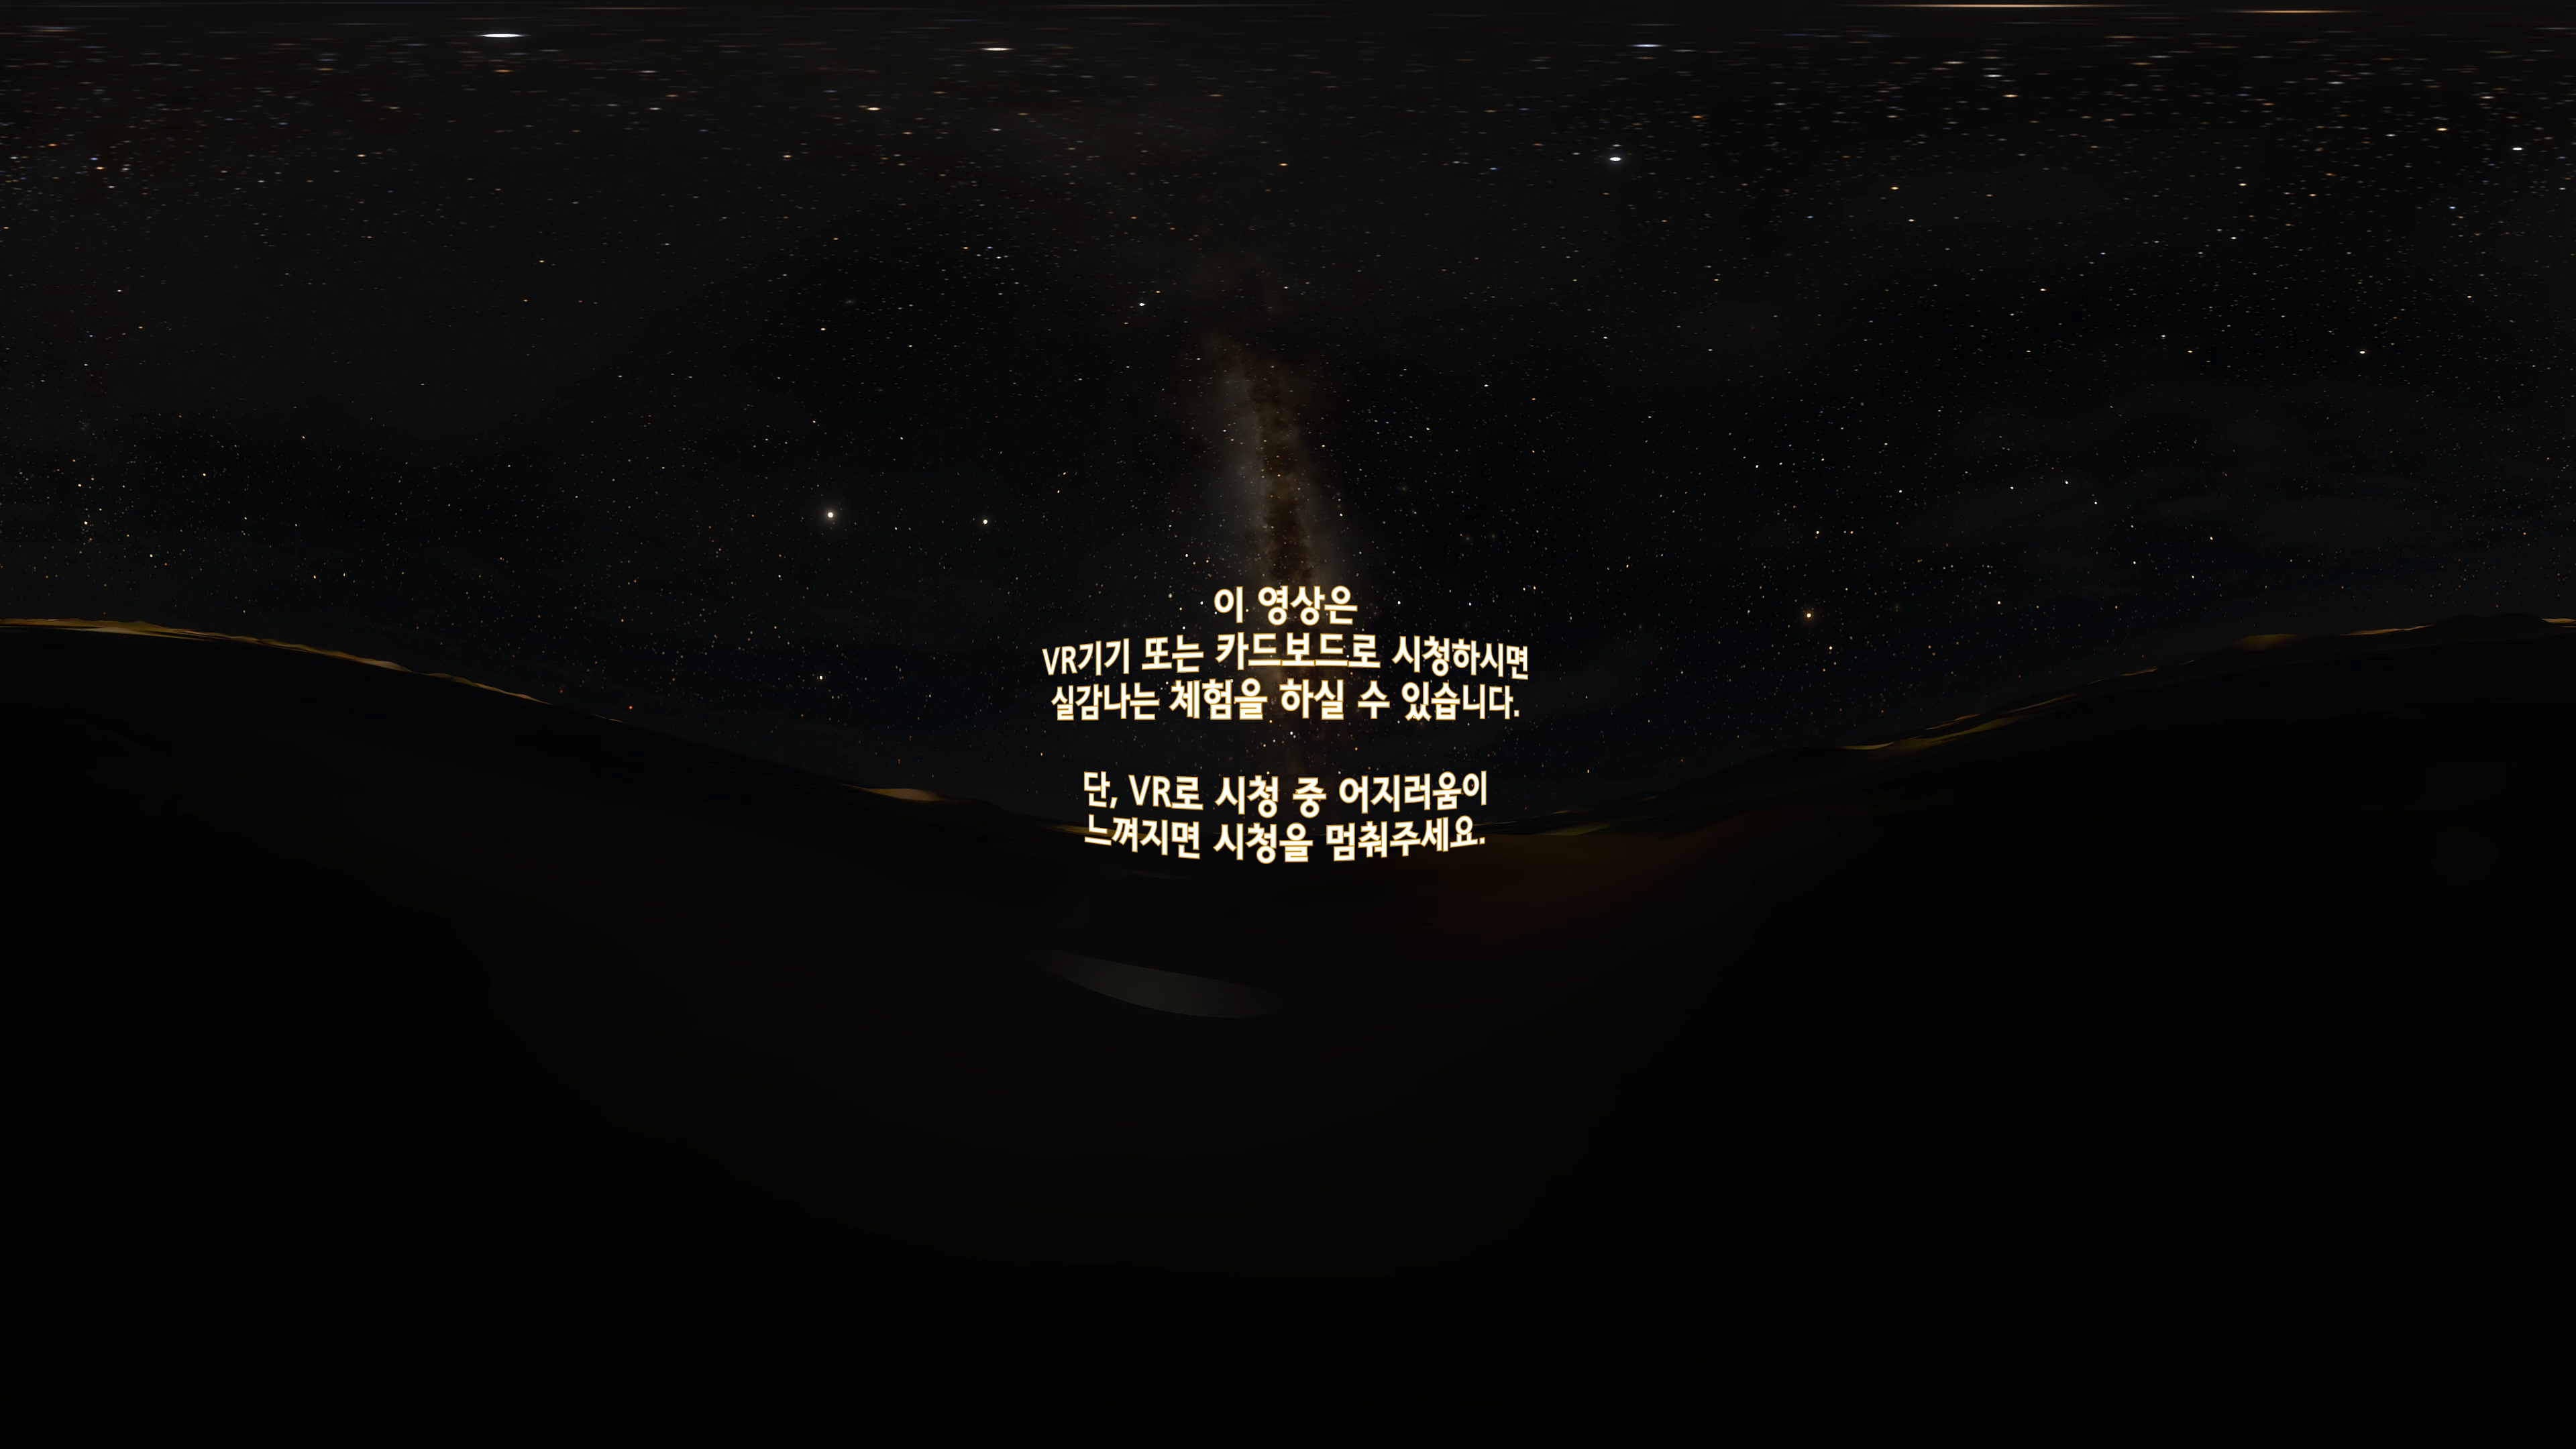 이 영상은
VR기기 또는 카드보드로 시청하시면
실감나는 체험을 하실 수 있습니다.
단, VR로 시청 중 어지러움이
느껴지면 시청을 멈춰주세요.